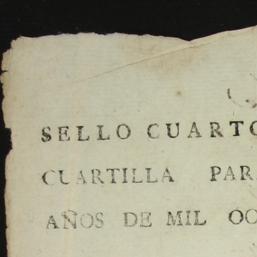 SELLO CUARTO
CUARTILLA PAR
AÑOS DE MIL OC